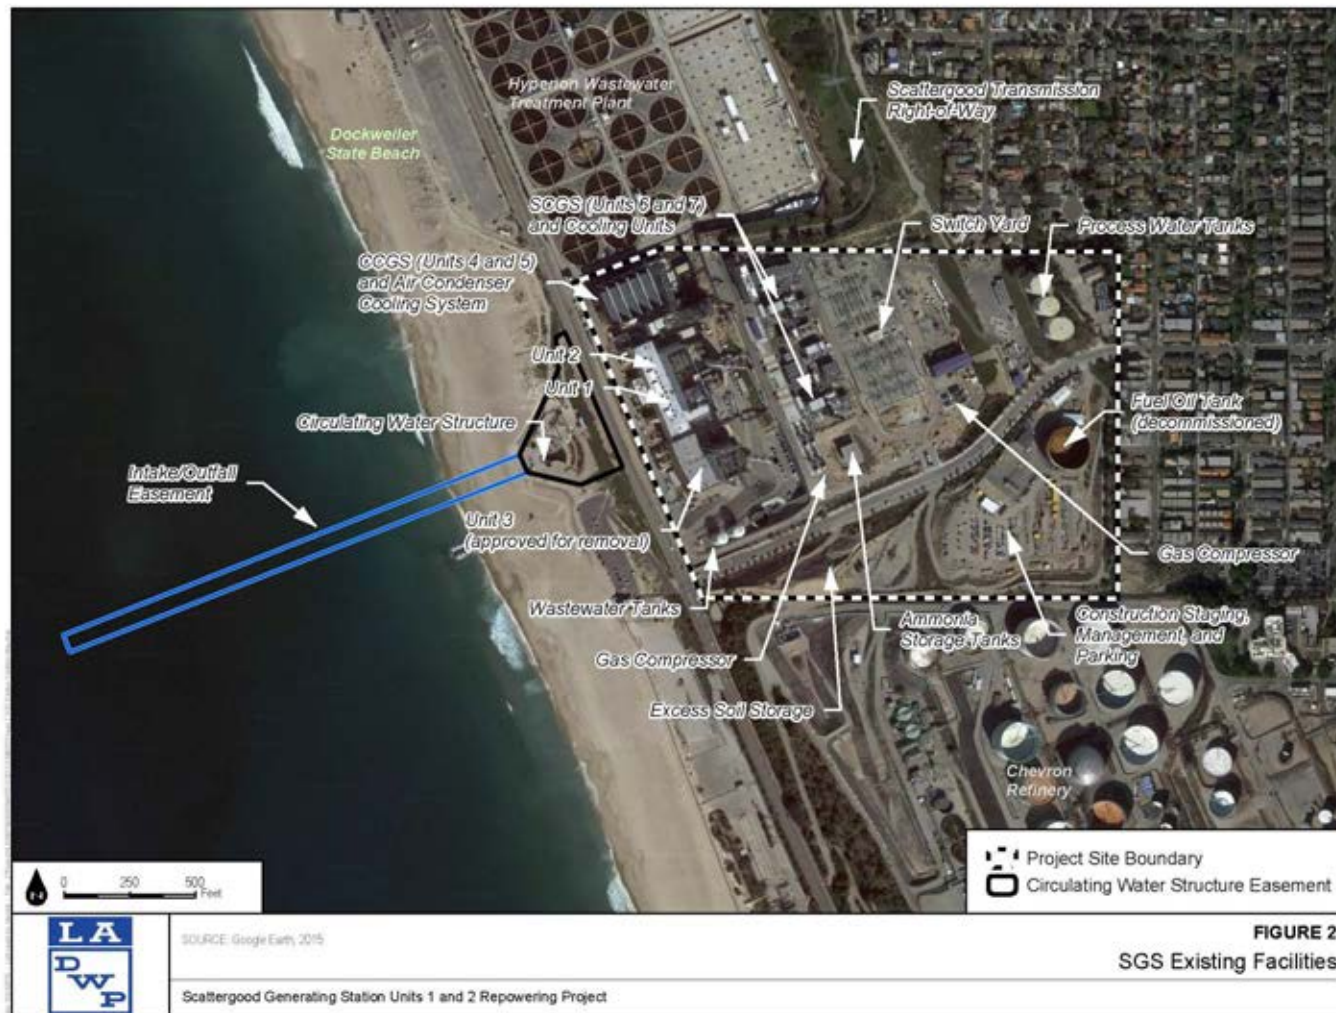 Hyperion Wastewater
Treatment Plant
Scattergood Transmission
Right-of-Way
Dockweiler
State Beach
SCGS (Units 6 and 7)
and Cooling Units
Switch Yard
Process Water Tanks
CCGS (Units 4 and 5)
and Air Condenser
Cooling System
Unit 2
Unit 1
Fuel Oil Tank
(decommissioned)
Circulating Water Structure
Intake/Outfall
Easement
Unit 3
(approved for removal)
Gas Compressor
Wastewater Tanks
Ammonia
Storage Tanks
Construction Staging,
Management, and
Parking
Gas Compressor
Excess Soil Storage
Chevron
Refinery
Project Site Boundary
Circulating Water Structure Easement
0 250 500
Feet
LA
DWP
SOURCE: Google Earth, 2015
FIGURE 2
SGS Existing Facilities
Scattergood Generating Station Units 1 and 2 Repowering Project